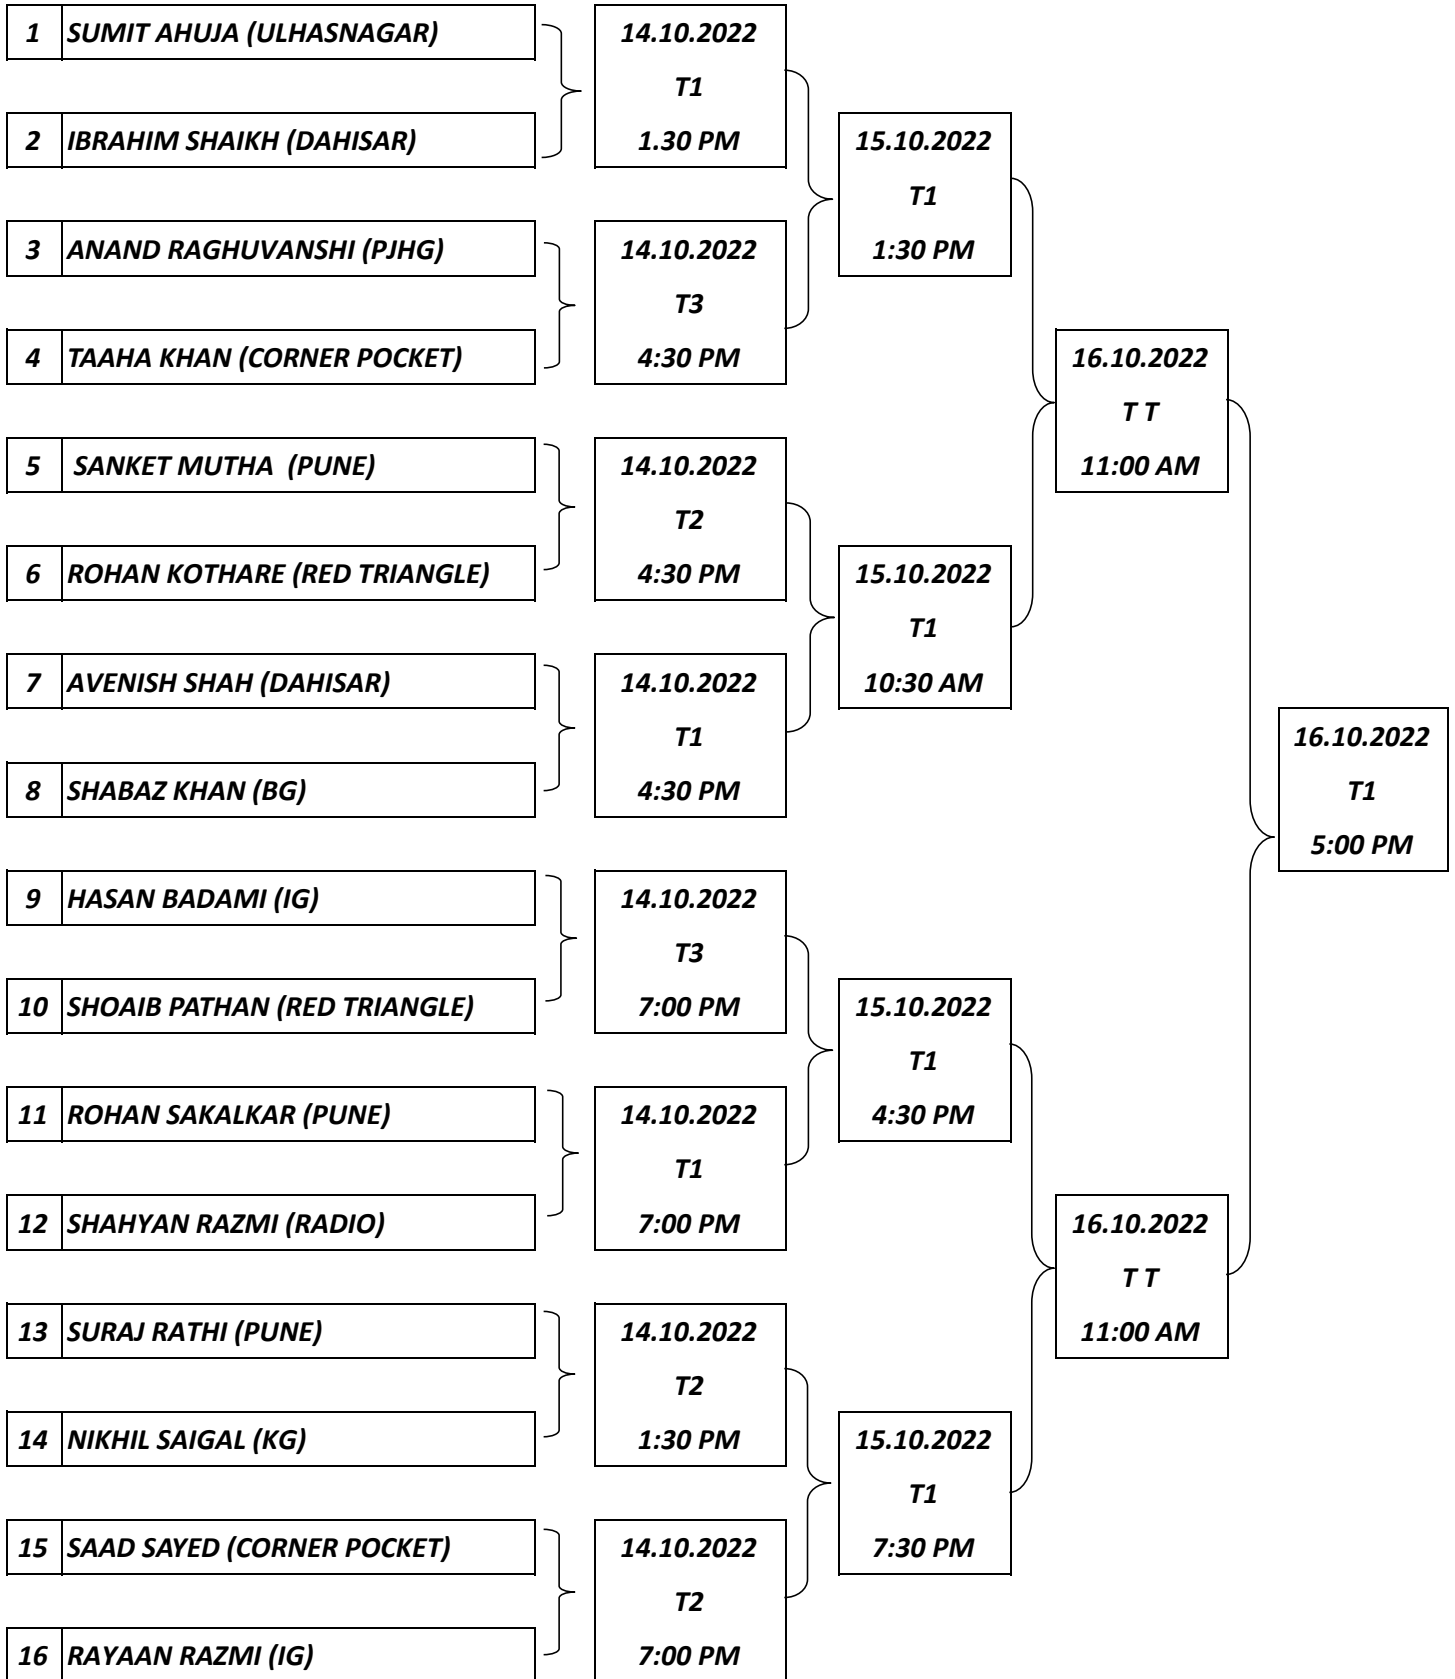 1 SUMIT AHUJA (ULHASNAGAR) 14.10.2022
T1
2 IBRAHIM SHAIKH (DAHISAR) 1.30 PM 15.10.2022
T1
3 ANAND RAGHUVANSHI (PJHG) 14.10.2022 1:30 PM
T3
4 TAAHA KHAN (CORNER POCKET) 4:30 PM 16.10.2022
T T
5 SANKET MUTHA (PUNE) 14.10.2022 11:00 AM
T2
6 ROHAN KOTHARE (RED TRIANGLE) 4:30 PM 15.10.2022
T1
7 AVENISH SHAH (DAHISAR) 14.10.2022 10:30 AM
T1 16.10.2022
8 SHABAZ KHAN (BG) 4:30 PM T1
5:00 PM
9 HASAN BADAMI (IG) 14.10.2022
T3
10 SHOAIB PATHAN (RED TRIANGLE) 7:00 PM 15.10.2022
T1
11 ROHAN SAKALKAR (PUNE) 14.10.2022 4:30 PM
T1
12 SHAHYAN RAZMI (RADIO) 7:00 PM 16.10.2022
T T
13 SURAJ RATHI (PUNE) 14.10.2022 11:00 AM
T2
14 NIKHIL SAIGAL (KG) 1:30 PM 15.10.2022
T1
15 SAAD SAYED (CORNER POCKET) 14.10.2022 7:30 PM
T2
16 RAYAAN RAZMI (IG) 7:00 PM